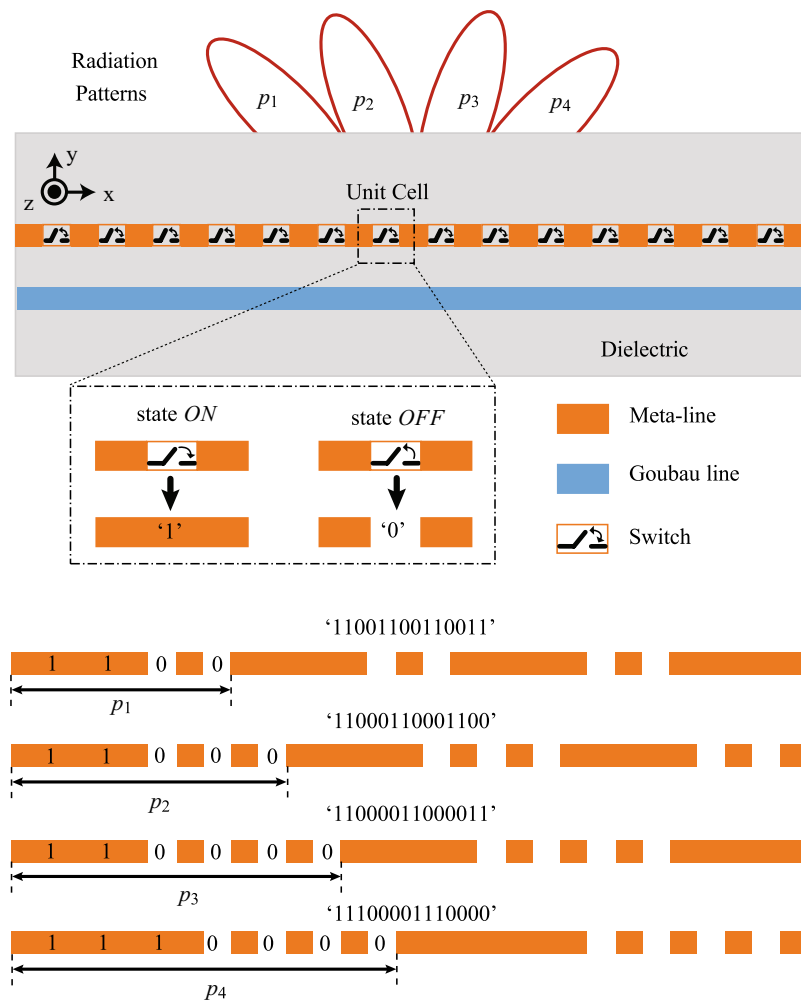 Radiation
Patterns
p1
p2
p3
p4
y
x
z
Unit Cell
Dielectric
state ON
state OFF
‘1’
‘0’
Meta-line
Goubau line
Switch
‘11001100110011’
1 1 0 0
p1
‘11000110001100’
1 1 0 0 0
p2
‘11000011000011’
1 1 0 0 0 0
p3
‘11100001110000’
1 1 1 0 0 0 0
p4